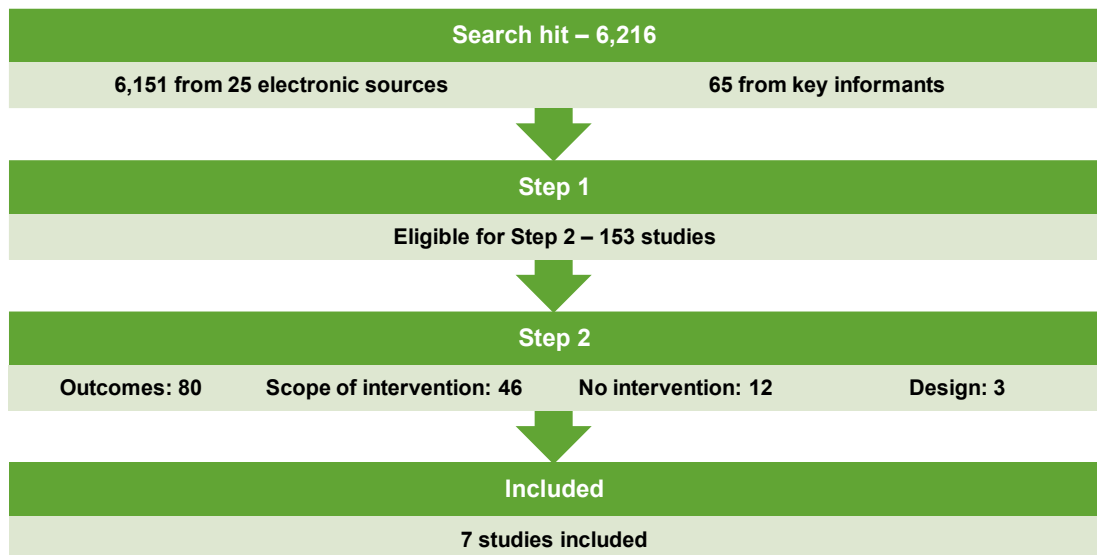 Search hit – 6,216
6,151 from 25 electronic sources 65 from key informants
Step 1
Eligible for Step 2 – 153 studies
Step 2
Outcomes: 80 Scope of intervention: 46 No intervention: 12 Design: 3
Included
7 studies included